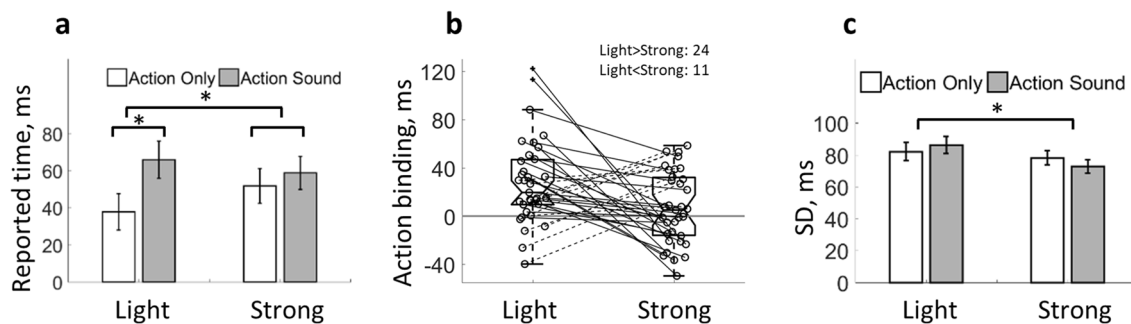 a
Reported time, ms
Action Only
Action Sound
*
*
80
60
40
20
0
Light
Strong
b
Light>Strong: 24
Light<Strong: 11
Action binding, ms
120
80
40
0
-40
Light
Strong
c
SD, ms
Action Only
Action Sound
*
100
80
60
40
20
0
Light
Strong